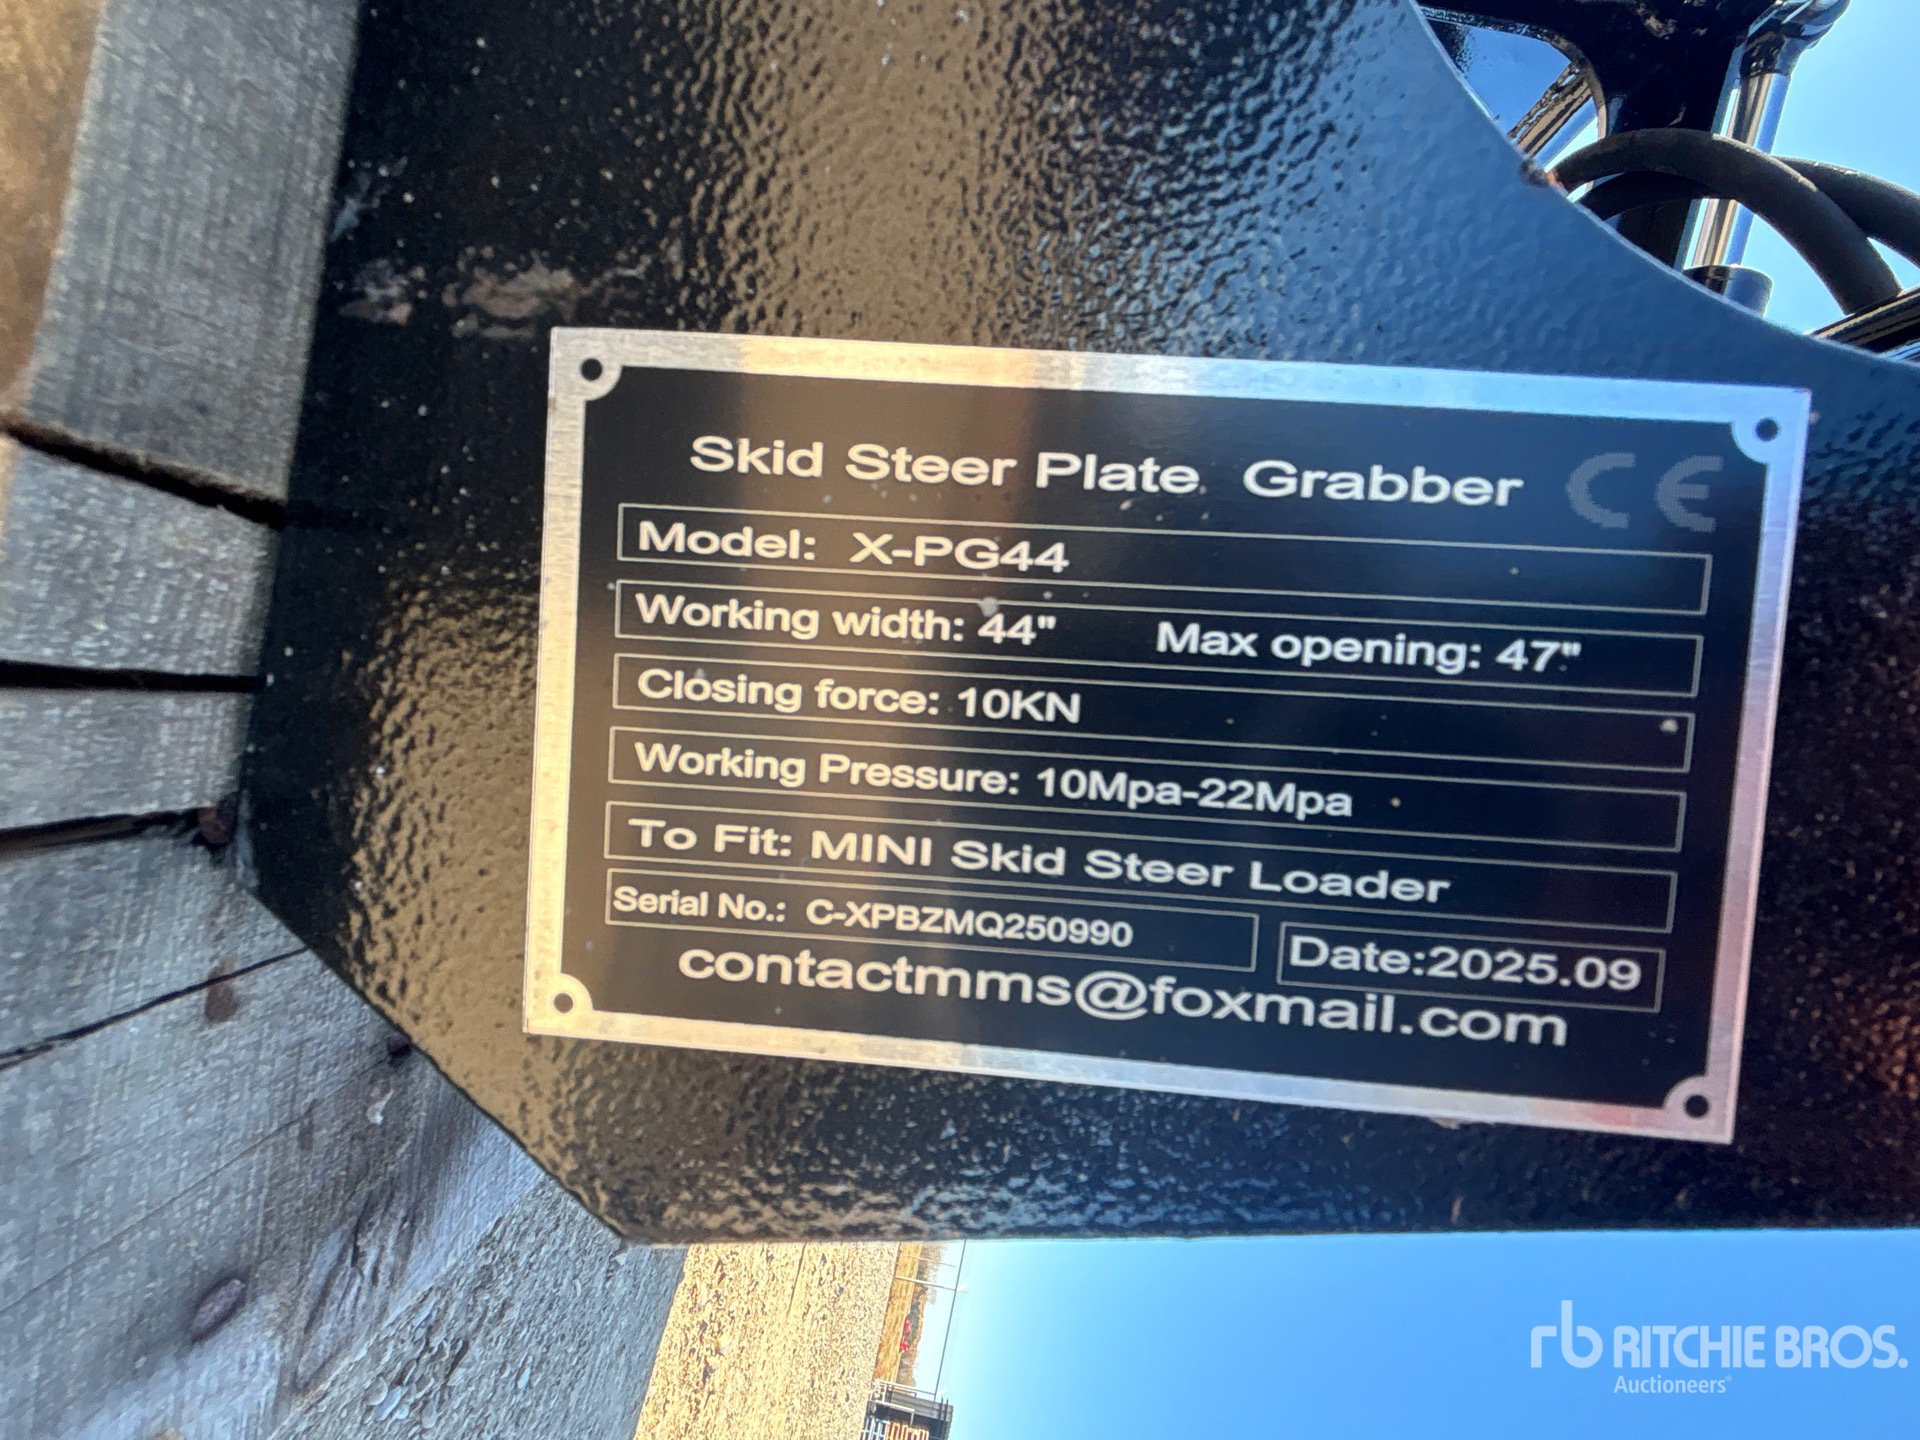 Skid Steer Plate Grabber CE
Model: X-PG44
Working width: 44" Max opening: 47"
Closing force: 10KN
Working Pressure: 10Mpa-22Mpa
To Fit: MINI Skid Steer Loader
Serial No.: C-XPBZMQ250990 Date:2025.09
contactmms@foxmail.com
rb RITCHIE BROS.
Auctioneers